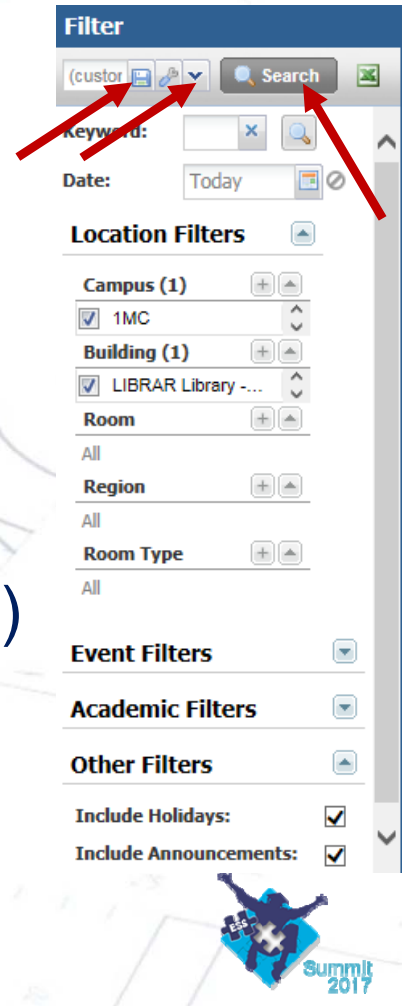 Filter
(custor Search
Keyword:
Date: Today
Location Filters
Campus (1)
1MC
Building (1)
LIBRAR Library -...
Room
All
Region
All
Room Type
All
)
Event Filters
Academic Filters
Other Filters
Include Holidays:
Include Announcements:
ESS
Summit
2017